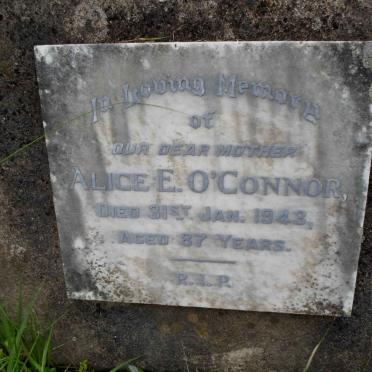 In Loving Memory
of
OUR DEAR MOTHER
ALICE E. O'CONNOR,
DIED 31ST JAN. 1943,
AGED 87 YEARS.
R.I.P.